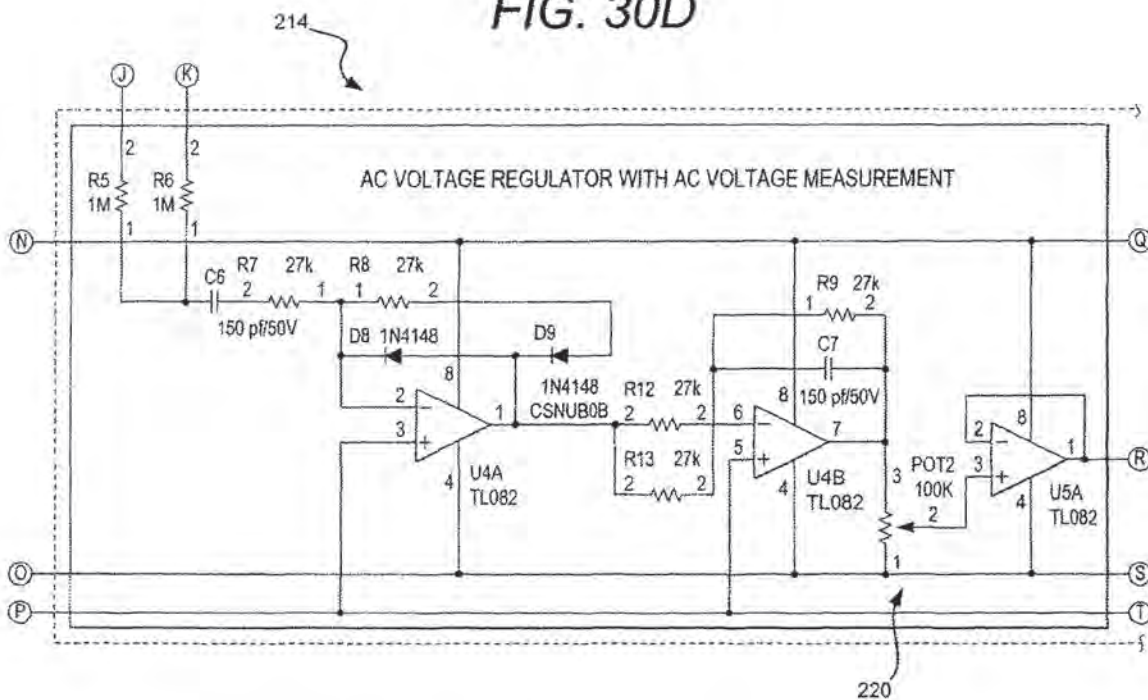 FIG. 30D
214
J K
2 2
R5 R6
1M 1M
1 1
AC VOLTAGE REGULATOR WITH AC VOLTAGE MEASUREMENT
N Q
C6 R7 27k R8 27k
2 1 1 2
150 pf/50V
R9 27k
1 2
D8 1N4148 D9
C7
150 pf/50V
1N4148
CSNUB0B
8
2 −
3 +
1
4
U4A
TL082
R12 27k
2 2
R13 27k
2 2
8
6 −
5 +
7
4
U4B
TL082
3
POT2
100K
2
1
8
2 −
3 +
1
4
U5A
TL082
R
O S
P T
220